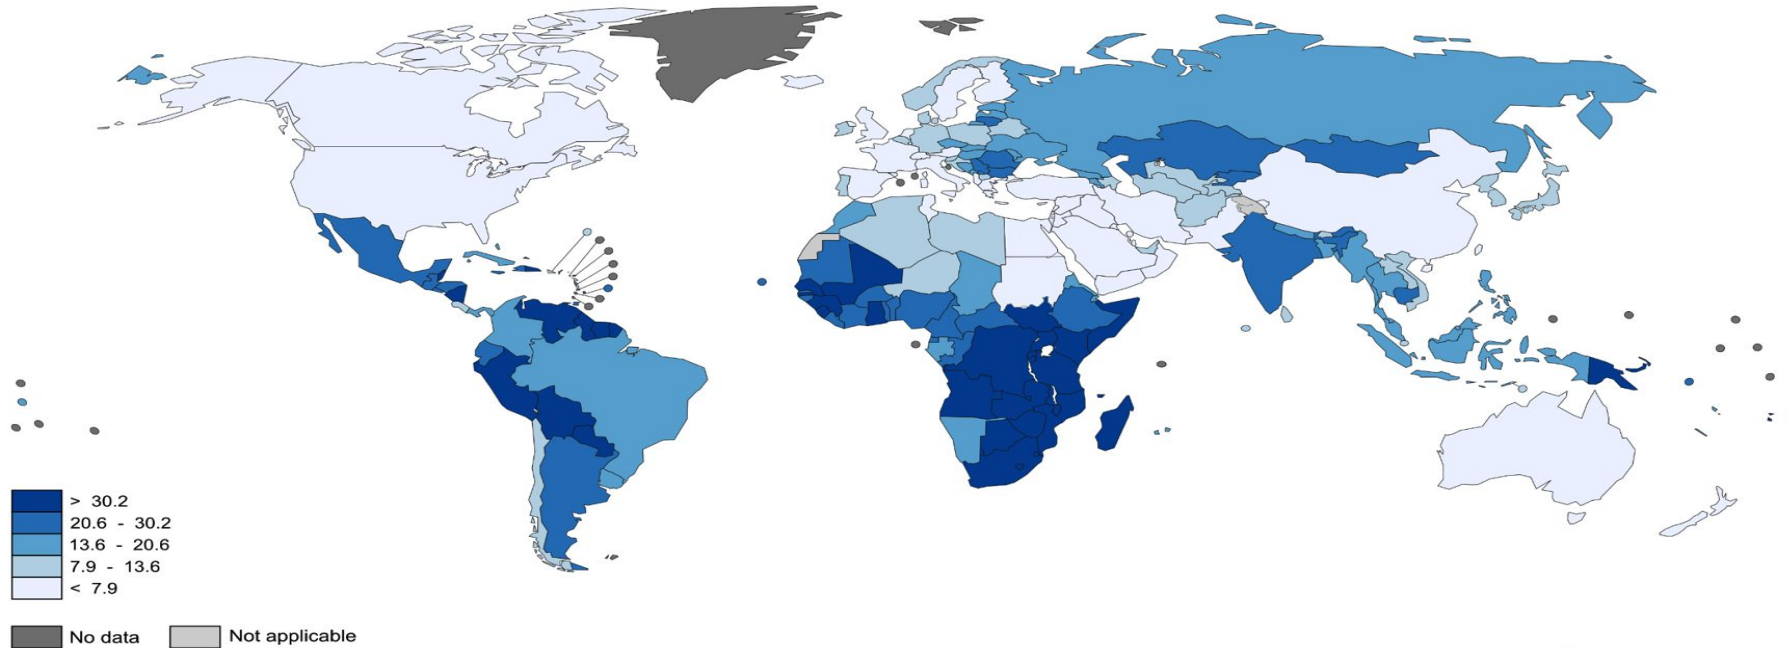 > 30.2
20.6 - 30.2
13.6 - 20.6
7.9 - 13.6
< 7.9
No data
Not applicable